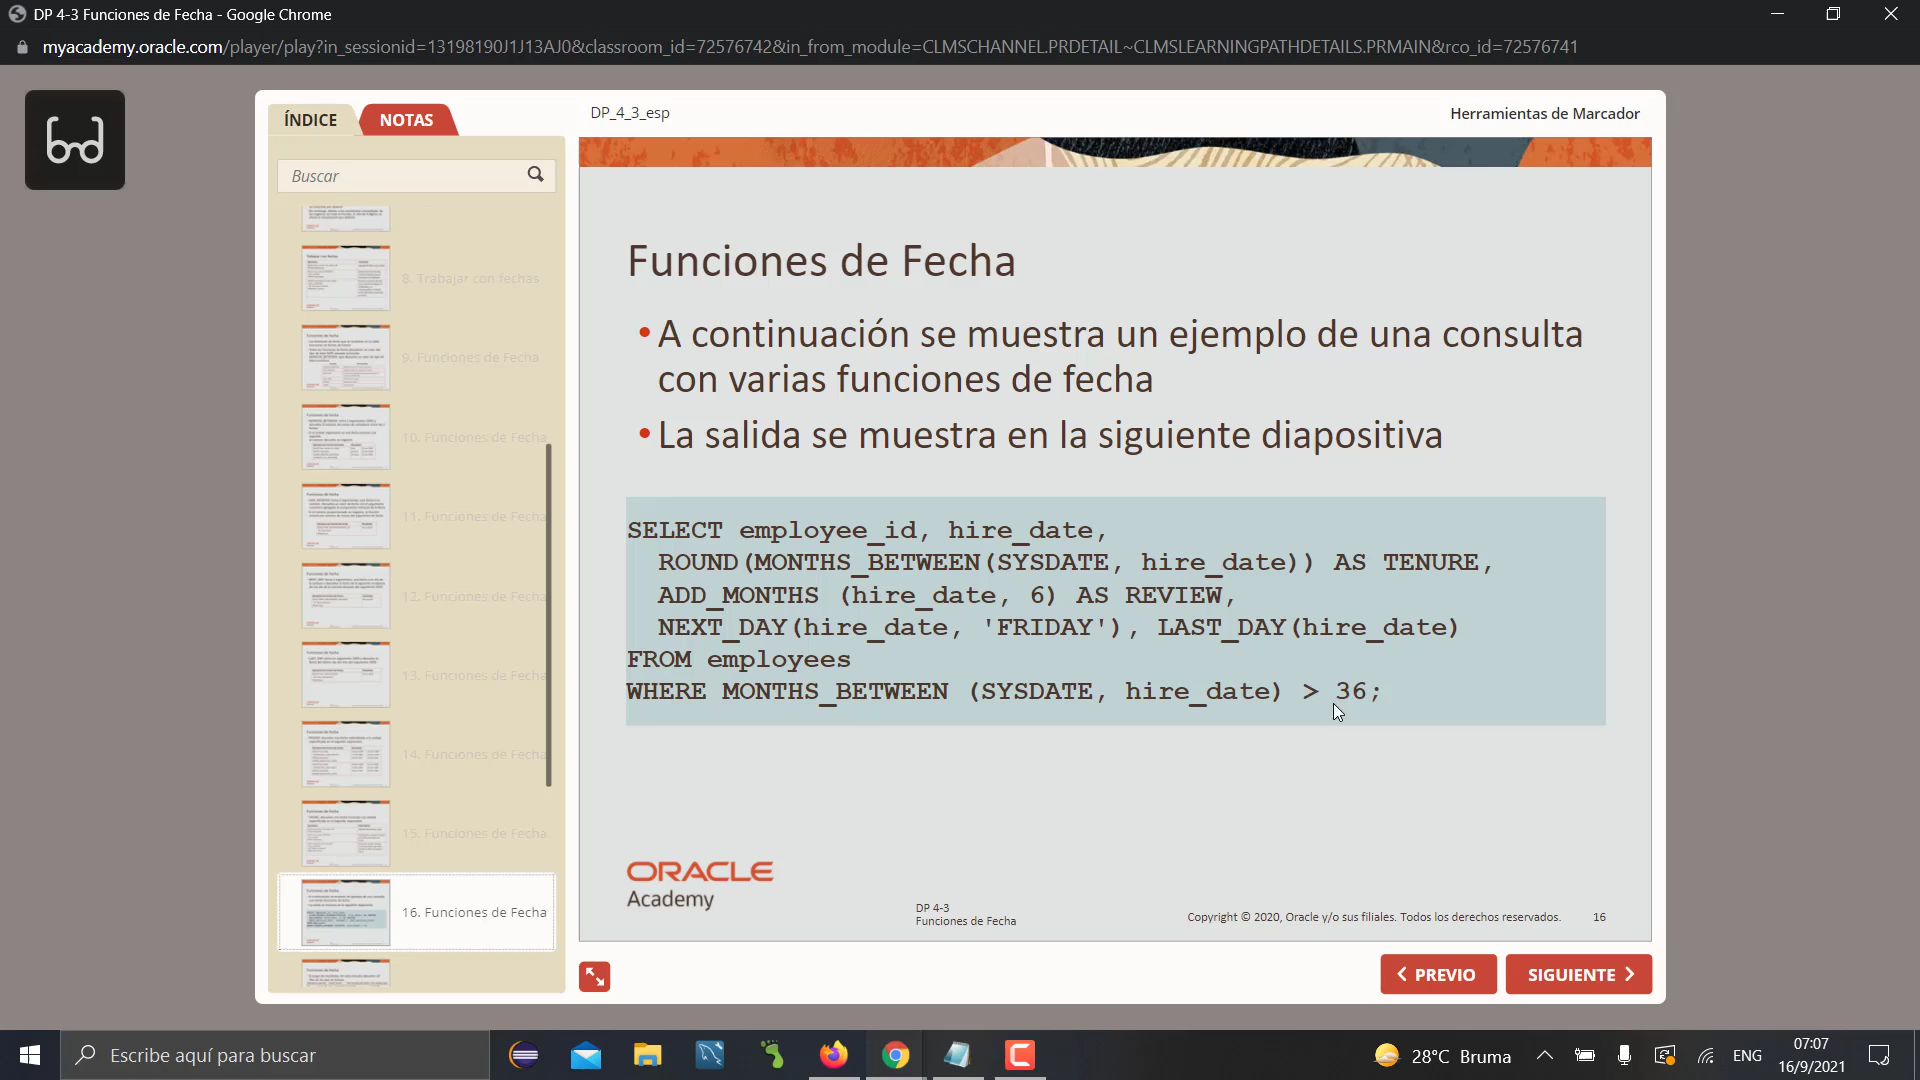 DP 4-3 Funciones de Fecha - Google Chrome
myacademy.oracle.com/player/play?in_sessionid=13198190J1J13AJ0&classroom_id=72576742&in_from_module=CLMSCHANNEL.PRDETAIL~CLMSLEARNINGPATHDETAILS.PRMAIN&rco_id=72576741
ÍNDICE
NOTAS
DP_4_3_esp
Herramientas de Marcador
Buscar
8. Trabajar con fechas
9. Funciones de Fecha
10. Funciones de Fecha
11. Funciones de Fecha
12. Funciones de Fecha
13. Funciones de Fecha
14. Funciones de Fecha
15. Funciones de Fecha
16. Funciones de Fecha
Funciones de Fecha
• A continuación se muestra un ejemplo de una consulta
con varias funciones de fecha
• La salida se muestra en la siguiente diapositiva
SELECT employee_id, hire_date,
ROUND(MONTHS_BETWEEN(SYSDATE, hire_date)) AS TENURE,
ADD_MONTHS (hire_date, 6) AS REVIEW,
NEXT_DAY(hire_date, 'FRIDAY'), LAST_DAY(hire_date)
FROM employees
WHERE MONTHS_BETWEEN (SYSDATE, hire_date) > 36;
ORACLE
Academy
DP 4-3
Funciones de Fecha
Copyright © 2020, Oracle y/o sus filiales. Todos los derechos reservados.
16
PREVIO
SIGUIENTE
Escribe aquí para buscar
28°C Bruma
ENG
07:07
16/9/2021